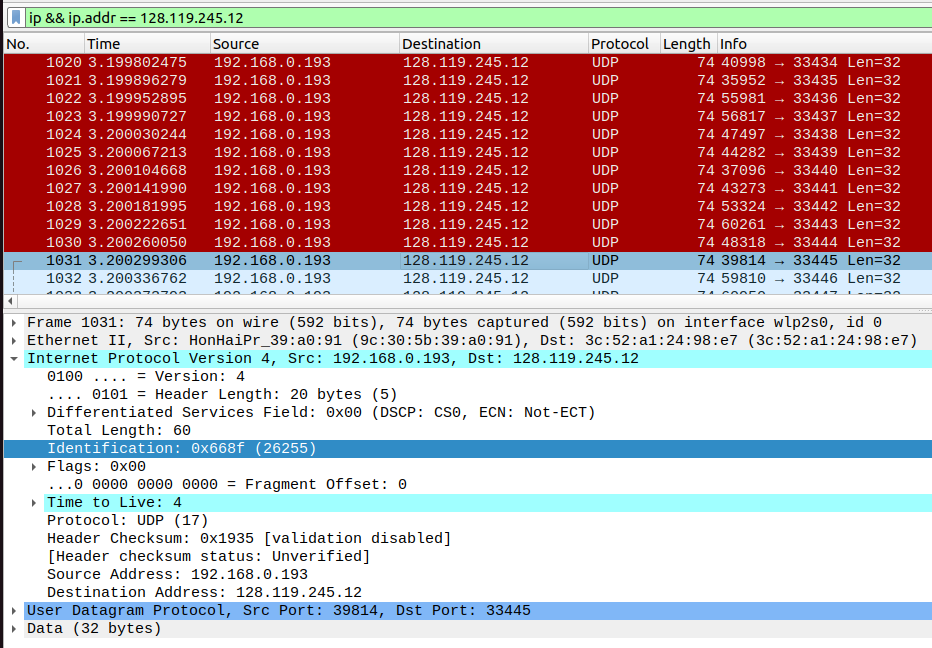 ip && ip.addr == 128.119.245.12
No. Time Source Destination Protocol Length Info
1020 3.199802475 192.168.0.193 128.119.245.12 UDP 74 40998 → 33434 Len=32
1021 3.199896279 192.168.0.193 128.119.245.12 UDP 74 35952 → 33435 Len=32
1022 3.199952895 192.168.0.193 128.119.245.12 UDP 74 55981 → 33436 Len=32
1023 3.199990727 192.168.0.193 128.119.245.12 UDP 74 56817 → 33437 Len=32
1024 3.200030244 192.168.0.193 128.119.245.12 UDP 74 47497 → 33438 Len=32
1025 3.200067213 192.168.0.193 128.119.245.12 UDP 74 44282 → 33439 Len=32
1026 3.200104668 192.168.0.193 128.119.245.12 UDP 74 37096 → 33440 Len=32
1027 3.200141990 192.168.0.193 128.119.245.12 UDP 74 43273 → 33441 Len=32
1028 3.200181995 192.168.0.193 128.119.245.12 UDP 74 53324 → 33442 Len=32
1029 3.200222651 192.168.0.193 128.119.245.12 UDP 74 60261 → 33443 Len=32
1030 3.200260050 192.168.0.193 128.119.245.12 UDP 74 48318 → 33444 Len=32
1031 3.200299306 192.168.0.193 128.119.245.12 UDP 74 39814 → 33445 Len=32
1032 3.200336762 192.168.0.193 128.119.245.12 UDP 74 59810 → 33446 Len=32
Frame 1031: 74 bytes on wire (592 bits), 74 bytes captured (592 bits) on interface wlp2s0, id 0
Ethernet II, Src: HonHaiPr_39:a0:91 (9c:30:5b:39:a0:91), Dst: 3c:52:a1:24:98:e7 (3c:52:a1:24:98:e7)
Internet Protocol Version 4, Src: 192.168.0.193, Dst: 128.119.245.12
0100 .... = Version: 4
.... 0101 = Header Length: 20 bytes (5)
Differentiated Services Field: 0x00 (DSCP: CS0, ECN: Not-ECT)
Total Length: 60
Identification: 0x668f (26255)
Flags: 0x00
...0 0000 0000 0000 = Fragment Offset: 0
Time to Live: 4
Protocol: UDP (17)
Header Checksum: 0x1935 [validation disabled]
[Header checksum status: Unverified]
Source Address: 192.168.0.193
Destination Address: 128.119.245.12
User Datagram Protocol, Src Port: 39814, Dst Port: 33445
Data (32 bytes)